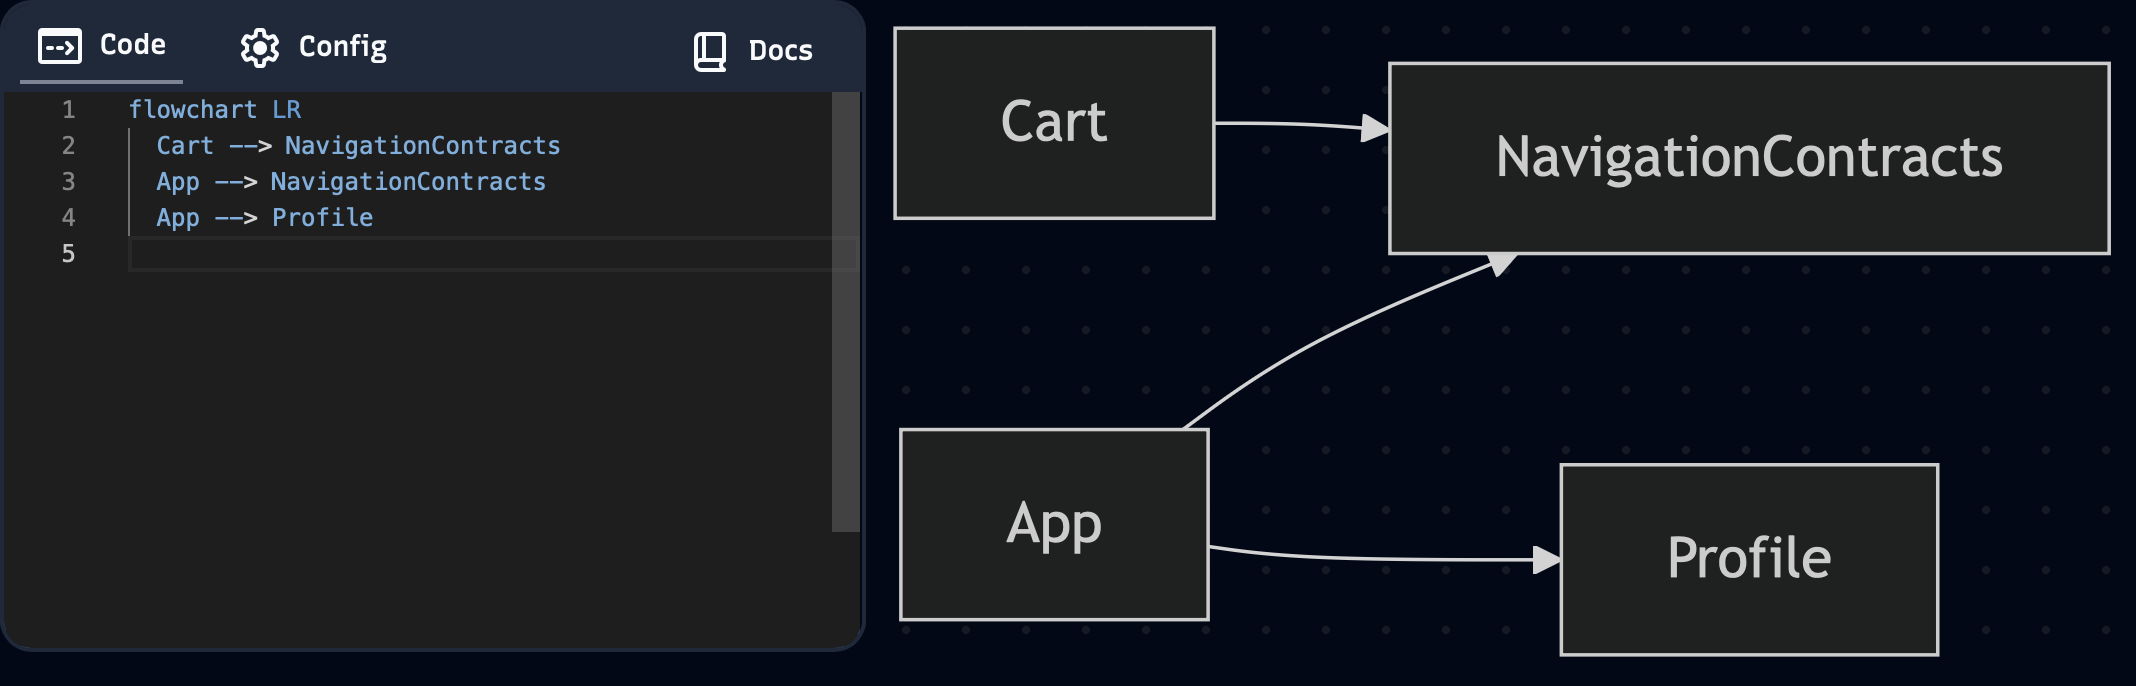 Code
Config
Docs
1 flowchart LR
2 Cart --> NavigationContracts
3 App --> NavigationContracts
4 App --> Profile
5
Cart
NavigationContracts
App
Profile